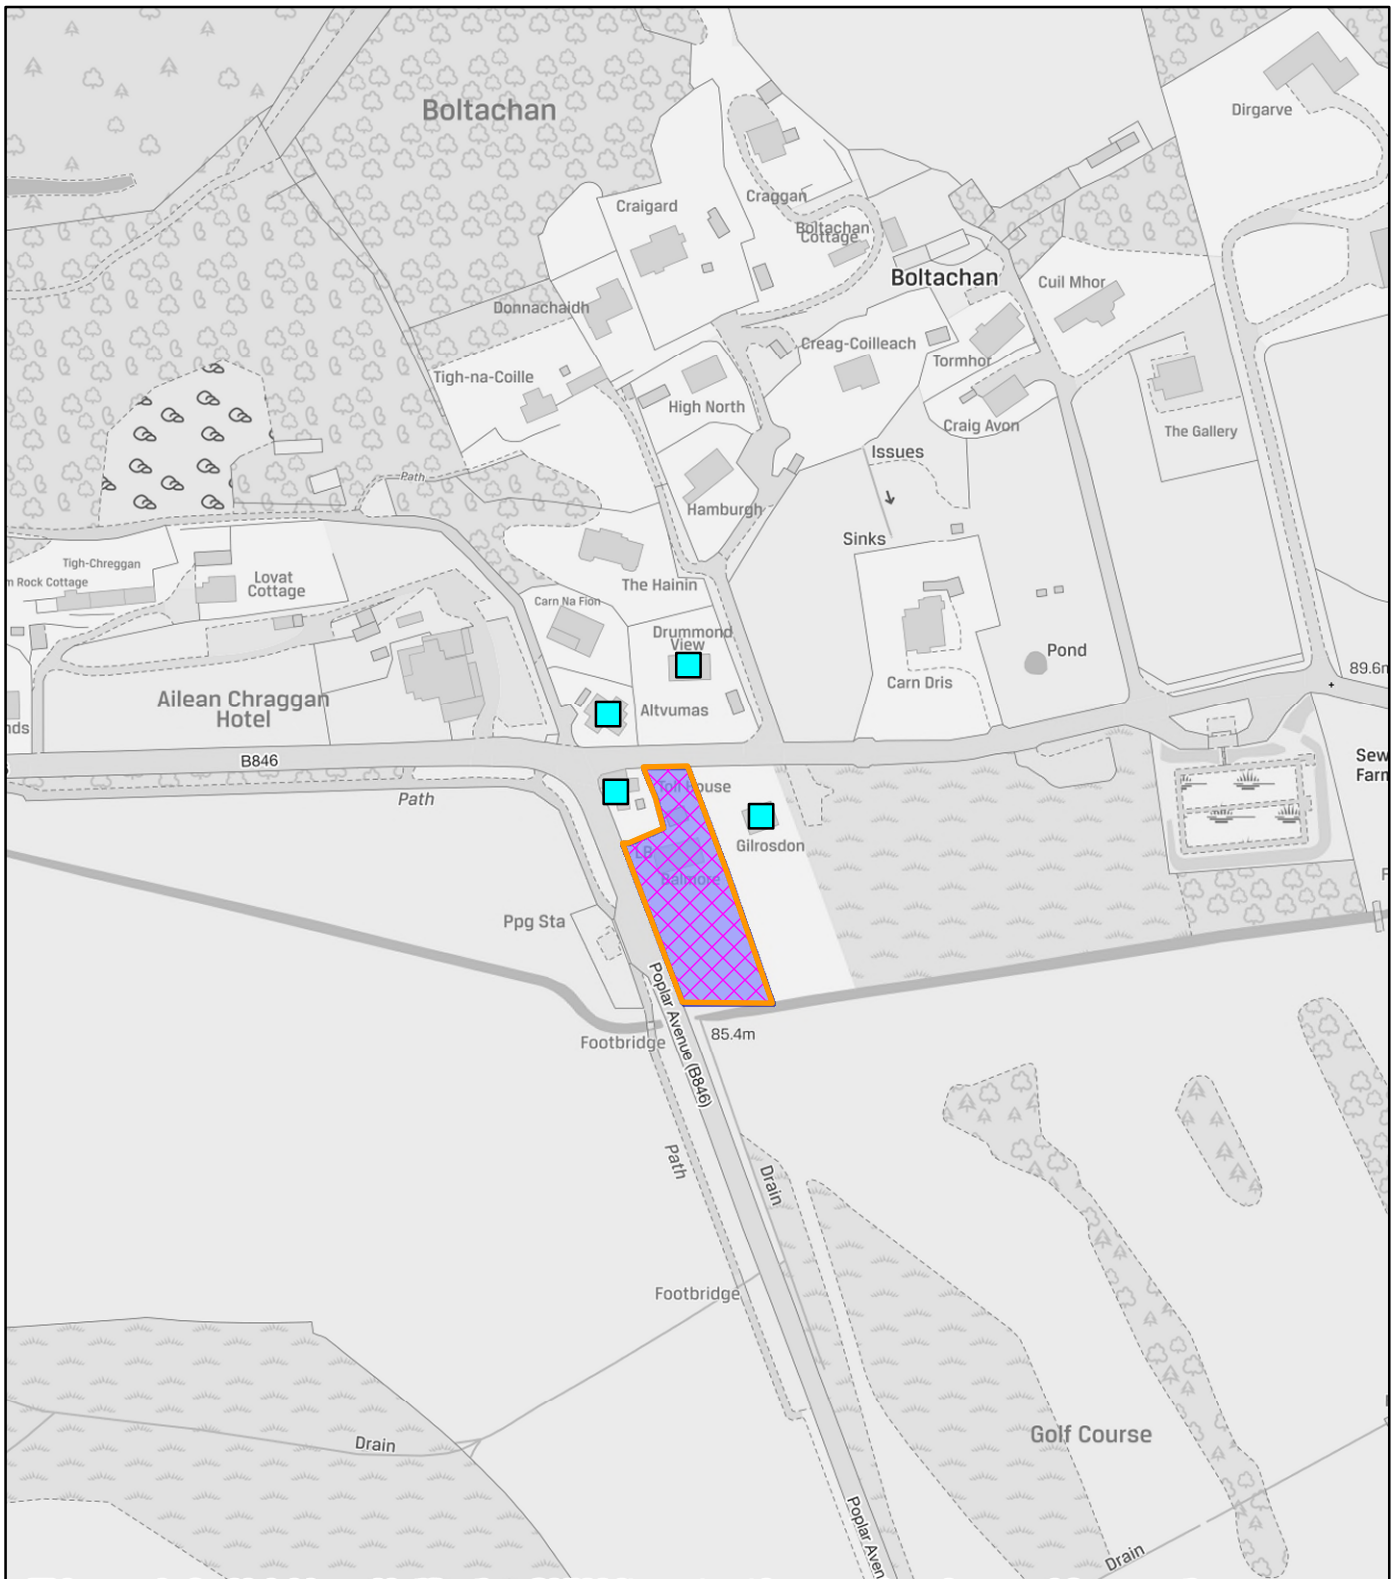 Boltachan
Dirgarve
Craigard
Craggan
Boltachan
Cottage
Boltachan
Cuil Mhor
Donnachaidh
Creag-Coilleach
Tormhor
Tigh-na-Coille
High North
Craig Avon
The Gallery
Issues
Path
Hamburgh
Sinks
Tigh-Chreggan
m Rock Cottage
Lovat
Cottage
The Hainin
Carn Na Fion
Drummond
View
Pond
89.6m
Carn Dris
Ailean Chraggan
Hotel
Altvumas
nds
B846
Sew
Farm
Path
Toll House
Gilrosdon
LB
Balmore
Ppg Sta
Poplar Avenue (B846)
85.4m
Footbridge
Path
Drain
Footbridge
Golf Course
Drain
Poplar Aven
Drain